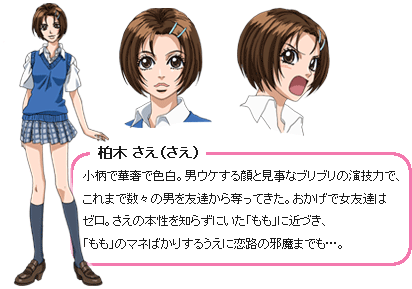 柏木 さえ(さえ)
小柄で華奢で色白。男ウケする顔と見事なブリブリの演技力で、
これまで数々の男を友達から奪ってきた。おかげで女友達は
ゼロ。さえの本性を知らずにいた「もも」に近づき、
「もも」のマネばかりするうえに恋路の邪魔までも…。